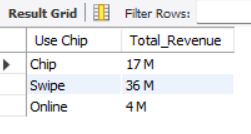 Result Grid Filter Rows:
Use Chip Total_Revenue
Chip 17 M
Swipe 36 M
Online 4 M